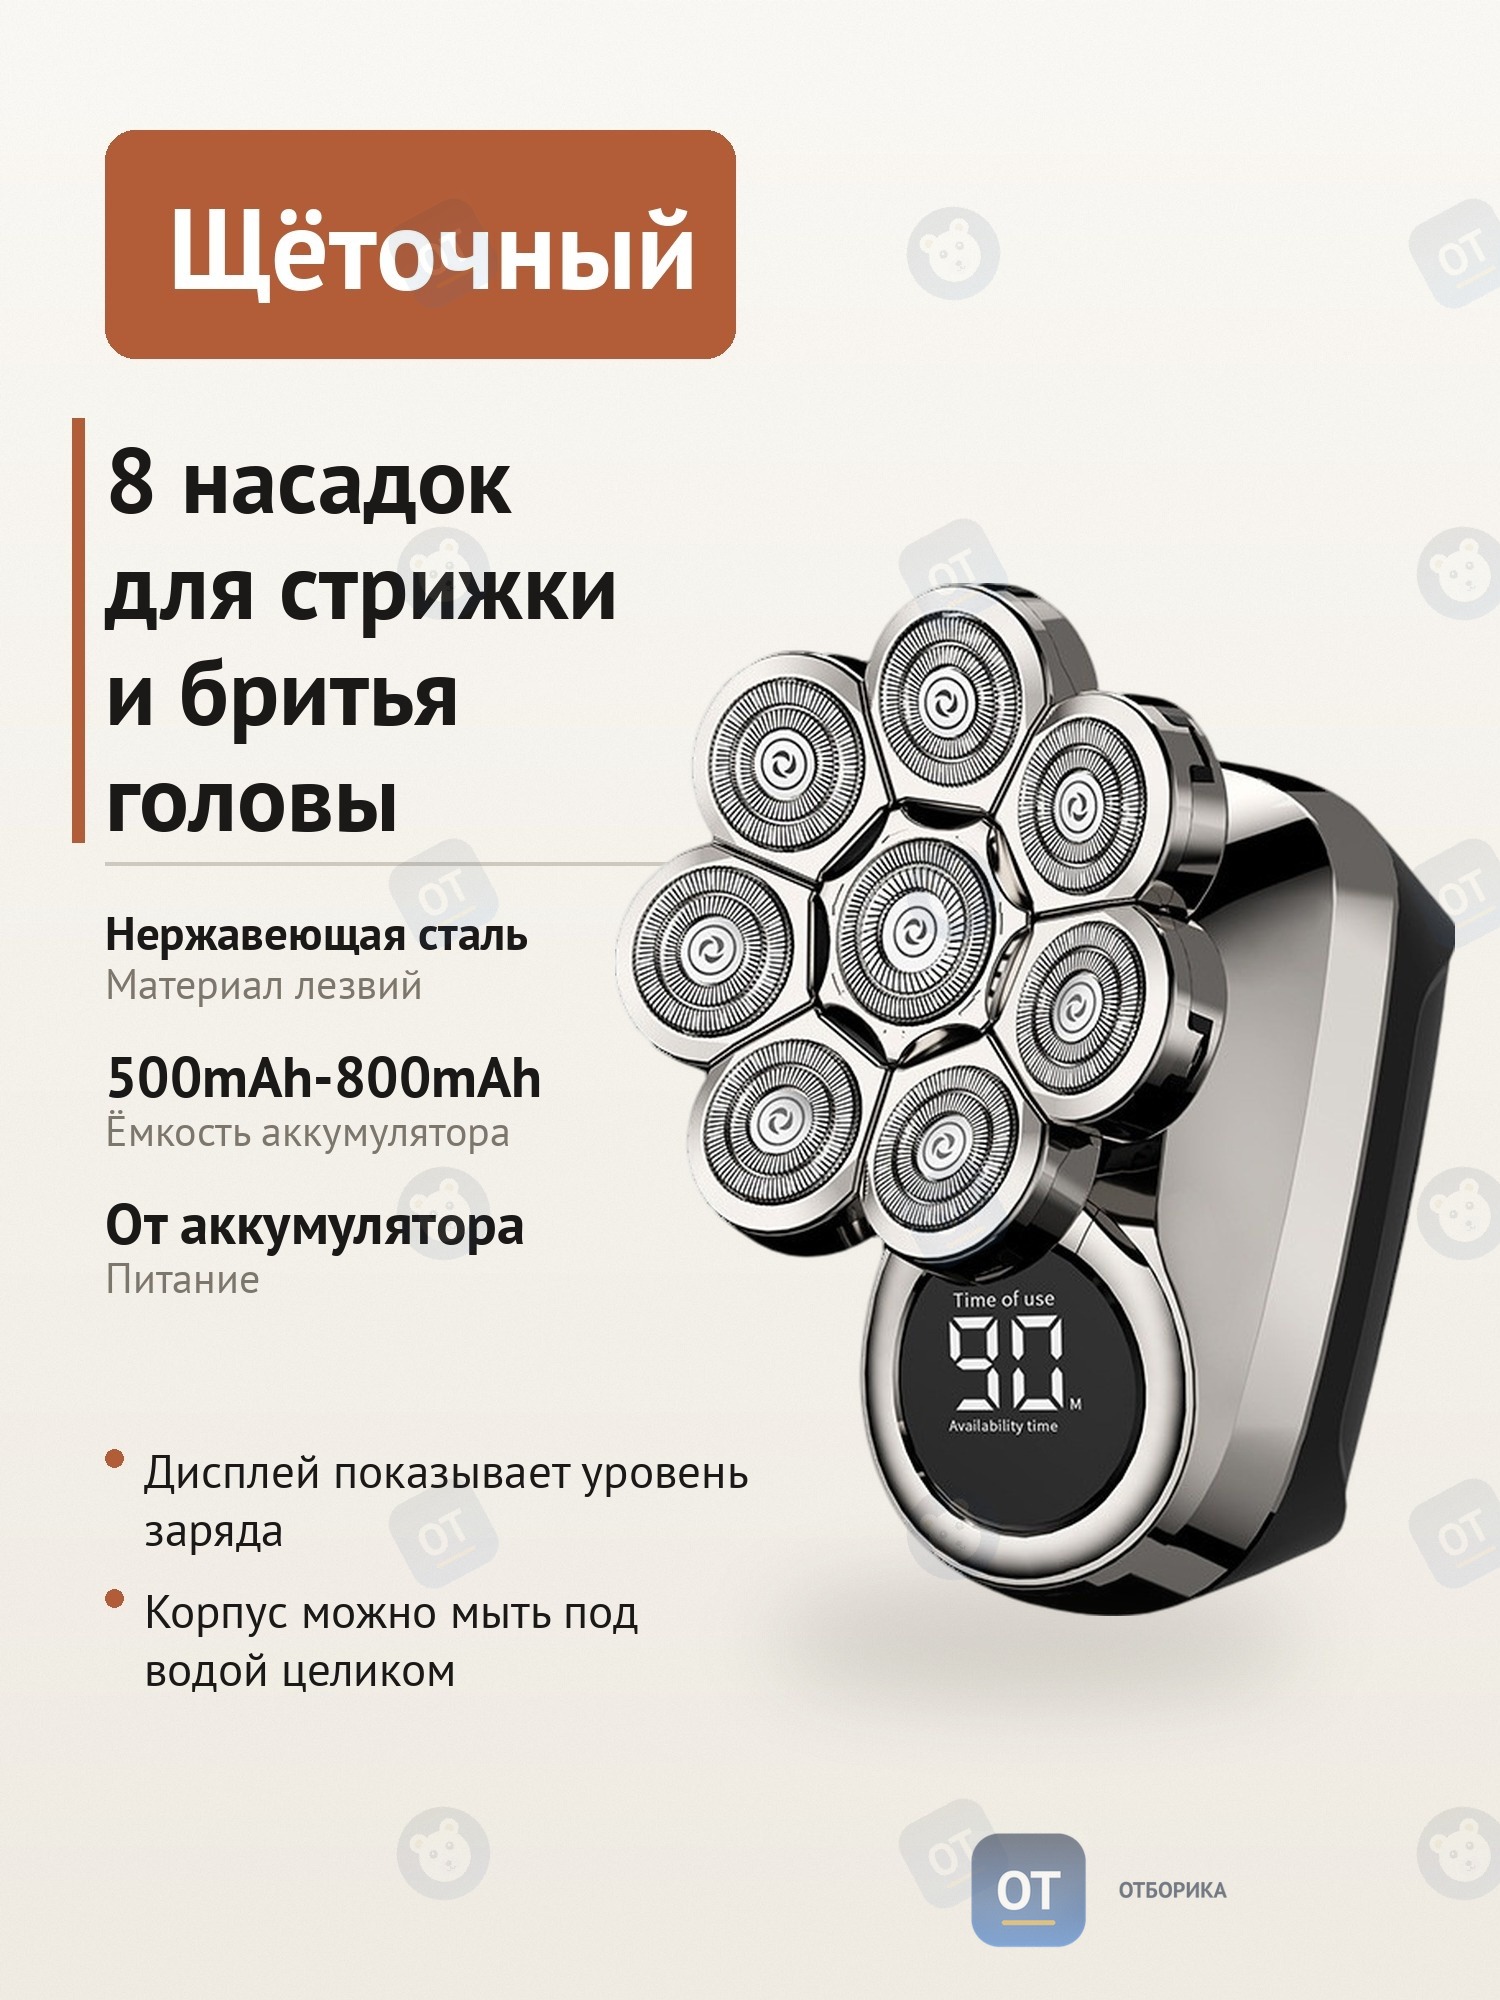 Щёточный
8 насадок
для стрижки
и бритья
головы
Нержавеющая сталь
Материал лезвий
500mAh-800mAh
Ёмкость аккумулятора
От аккумулятора
Питание
Time of use
90 M
Availability time
Дисплей показывает уровень
заряда
Корпус можно мыть под
водой целиком
ОТ
ОТБОРИКА